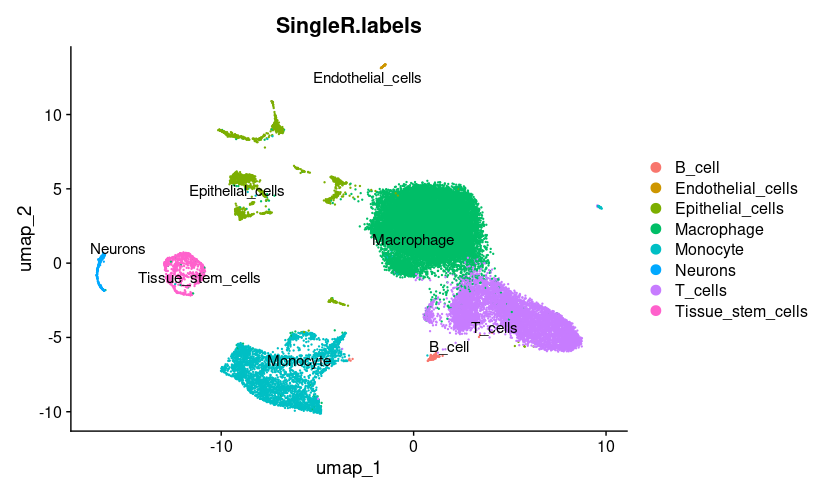 SingleR.labels
Endothelial_cells
Epithelial_cells
Macrophage
Neurons
Tissue_stem_cells
T_cells
B_cell
Monocyte
10
5
0
-5
-10
umap_2
-10
0
10
umap_1
B_cell
Endothelial_cells
Epithelial_cells
Macrophage
Monocyte
Neurons
T_cells
Tissue_stem_cells